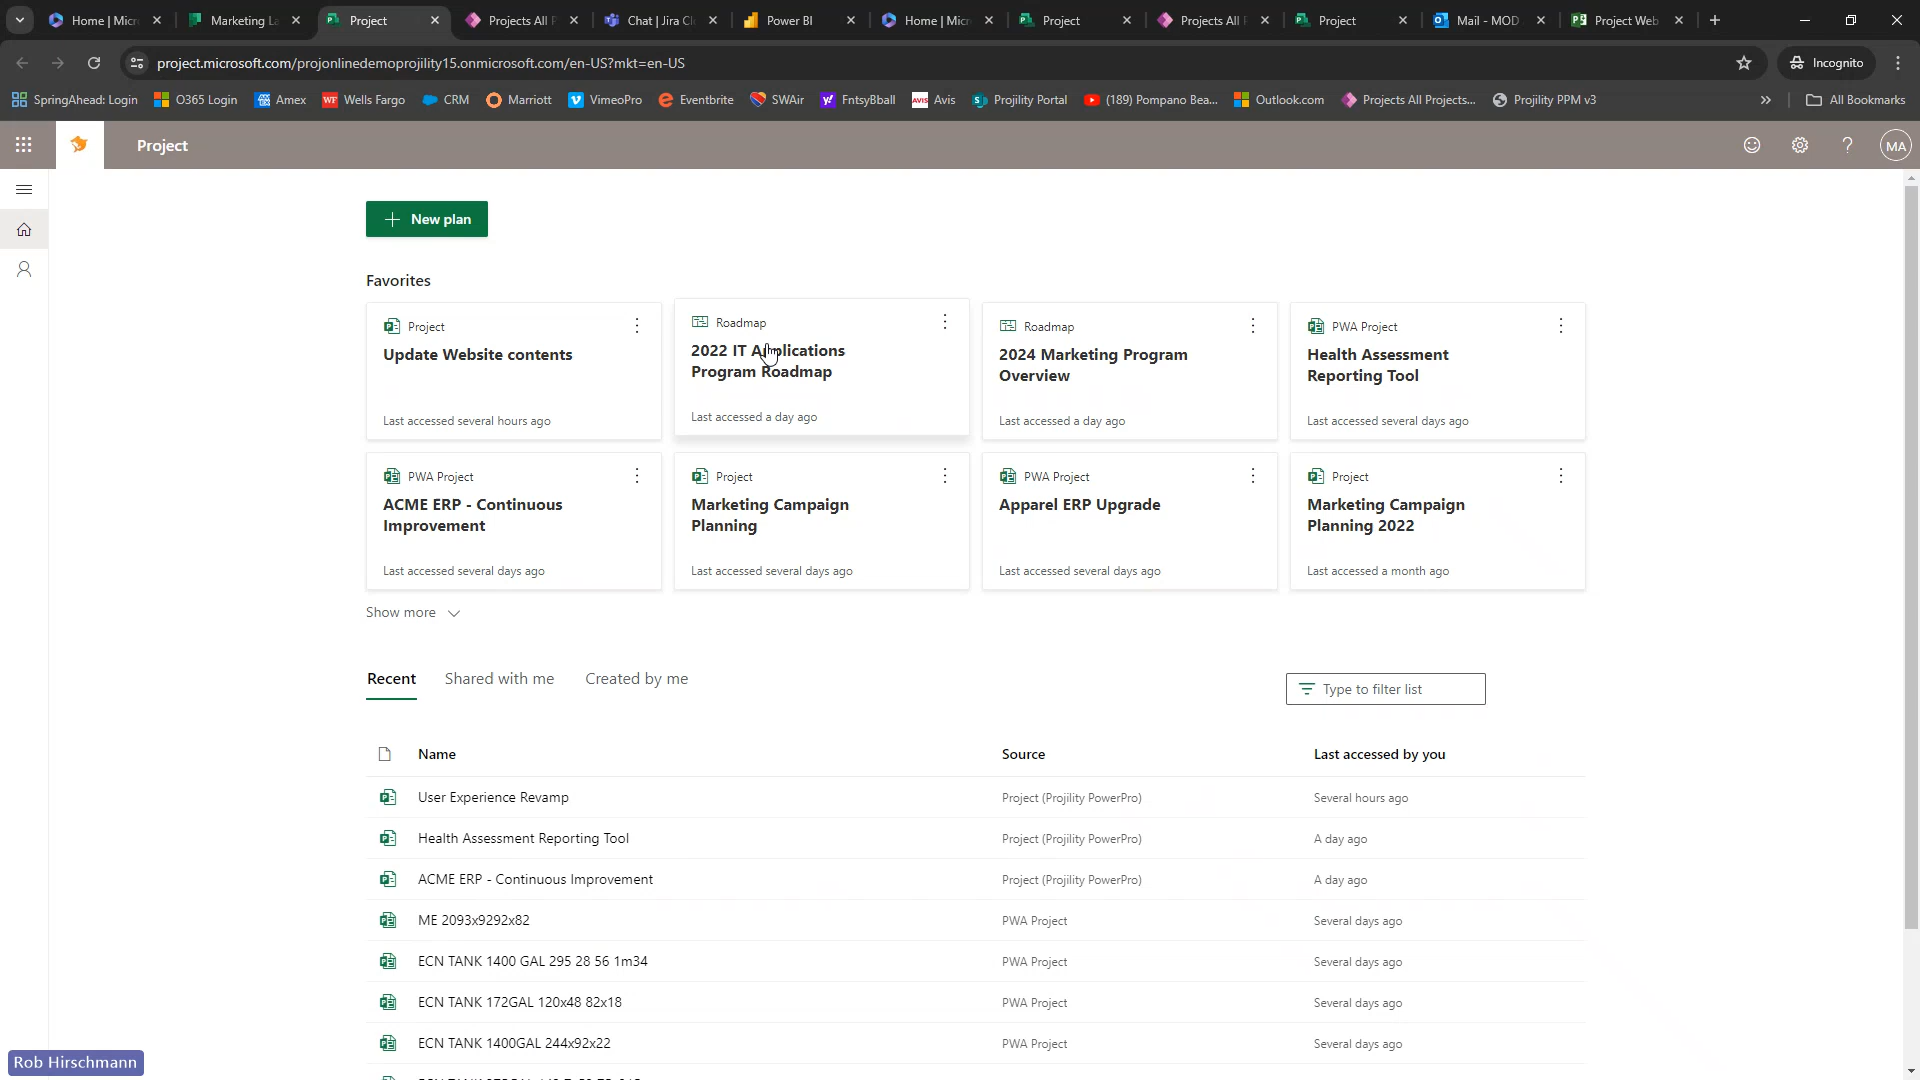 Home | Micr
Marketing La
Project
Projects All P
Chat | Jira Cl
Power BI
Home | Micr
Project
Projects All P
Project
Mail - MOD
Project Web
project.microsoft.com/projonlinedemoprojility15.onmicrosoft.com/en-US?mkt=en-US
Incognito
SpringAhead: Login
O365 Login
Amex
Wells Fargo
CRM
Marriott
VimeoPro
Eventbrite
SWAir
FntsyBball
Avis
Projility Portal
(189) Pompano Bea...
Outlook.com
Projects All Projects...
Projility PPM v3
All Bookmarks
Project
MA
New plan
Favorites
Project
Update Website contents
Last accessed several hours ago
Roadmap
2022 IT Applications
Program Roadmap
Last accessed a day ago
Roadmap
2024 Marketing Program
Overview
Last accessed a day ago
PWA Project
Health Assessment
Reporting Tool
Last accessed several days ago
PWA Project
ACME ERP - Continuous
Improvement
Last accessed several days ago
Project
Marketing Campaign
Planning
Last accessed several days ago
PWA Project
Apparel ERP Upgrade
Last accessed several days ago
Project
Marketing Campaign
Planning 2022
Last accessed a month ago
Show more
Recent
Shared with me
Created by me
Type to filter list
Name
Source
Last accessed by you
User Experience Revamp
Project (Projility PowerPro)
Several hours ago
Health Assessment Reporting Tool
Project (Projility PowerPro)
A day ago
ACME ERP - Continuous Improvement
Project (Projility PowerPro)
A day ago
ME 2093x9292x82
PWA Project
Several days ago
ECN TANK 1400 GAL 295 28 56 1m34
PWA Project
Several days ago
ECN TANK 172GAL 120x48 82x18
PWA Project
Several days ago
ECN TANK 1400GAL 244x92x22
PWA Project
Several days ago
Rob Hirschmann